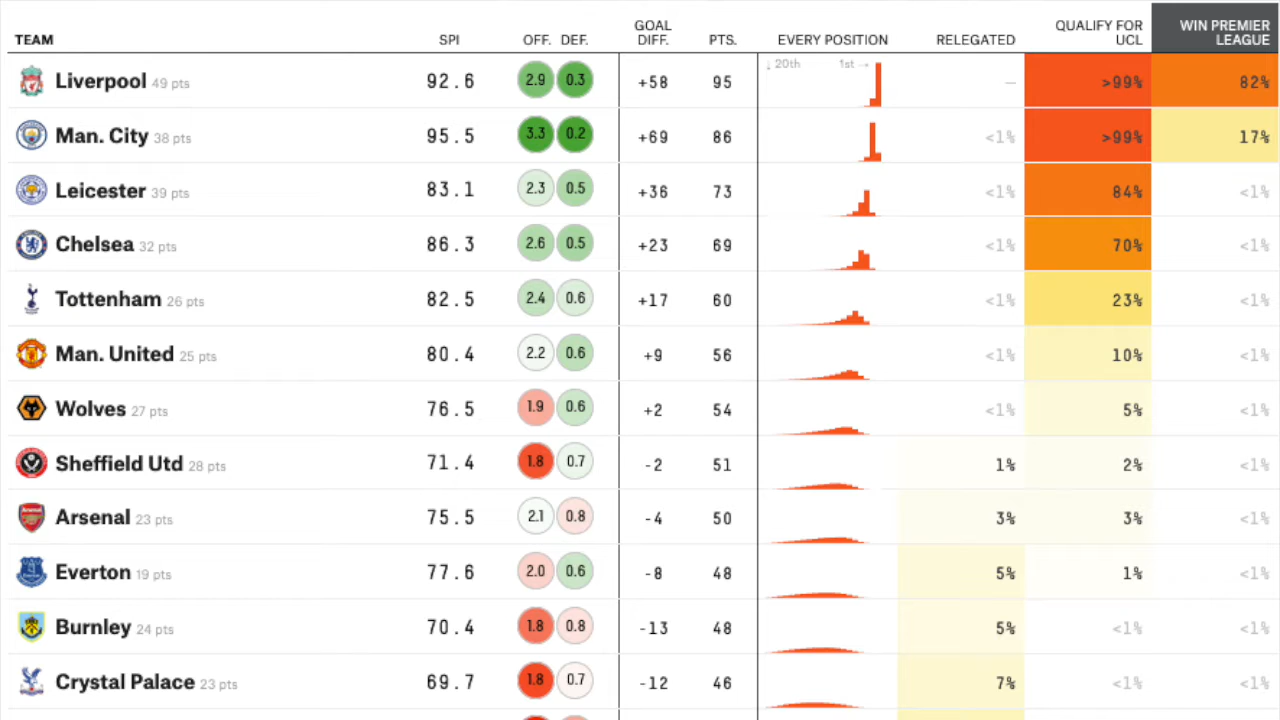 TEAM SPI OFF. DEF. GOAL DIFF. PTS. EVERY POSITION RELEGATED QUALIFY FOR UCL WIN PREMIER LEAGUE
↓ 20th 1st →
Liverpool 49 pts 92.6 2.9 0.3 +58 95 — >99% 82%
Man. City 38 pts 95.5 3.3 0.2 +69 86 <1% >99% 17%
Leicester 39 pts 83.1 2.3 0.5 +36 73 <1% 84% <1%
Chelsea 32 pts 86.3 2.6 0.5 +23 69 <1% 70% <1%
Tottenham 26 pts 82.5 2.4 0.6 +17 60 <1% 23% <1%
Man. United 25 pts 80.4 2.2 0.6 +9 56 <1% 10% <1%
Wolves 27 pts 76.5 1.9 0.6 +2 54 <1% 5% <1%
Sheffield Utd 28 pts 71.4 1.8 0.7 -2 51 1% 2% <1%
Arsenal 23 pts 75.5 2.1 0.8 -4 50 3% 3% <1%
Everton 19 pts 77.6 2.0 0.6 -8 48 5% 1% <1%
Burnley 24 pts 70.4 1.8 0.8 -13 48 5% <1% <1%
Crystal Palace 23 pts 69.7 1.8 0.7 -12 46 7% <1% <1%